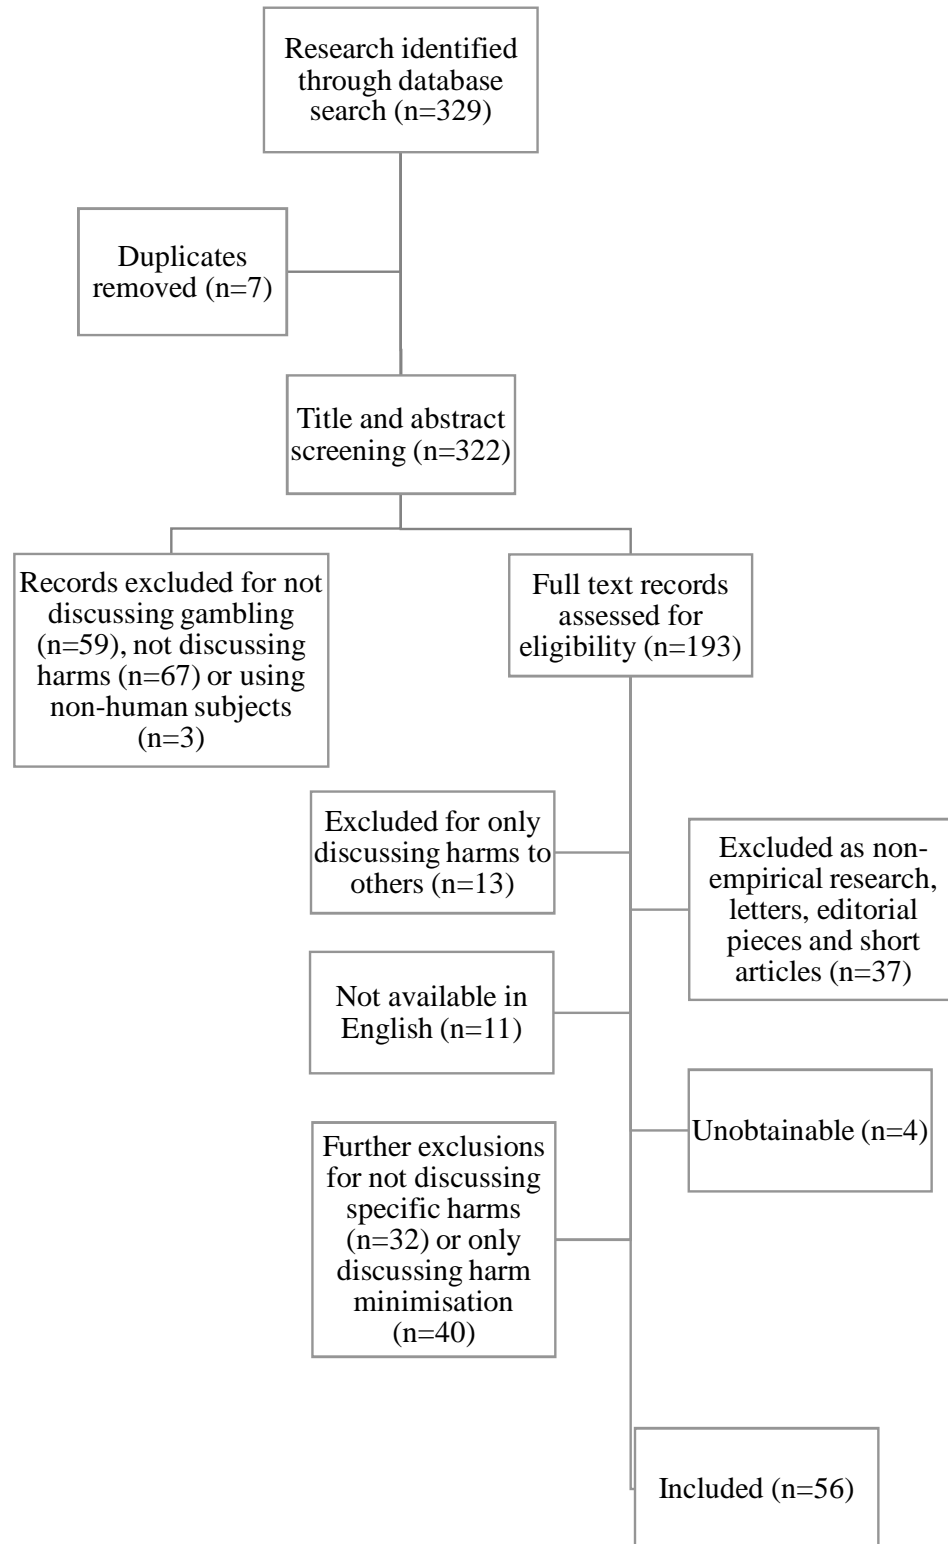 Research identified
through database
search (n=329)
Duplicates
removed (n=7)
Title and abstract
screening (n=322)
Records excluded for not
discussing gambling
(n=59), not discussing
harms (n=67) or using
non-human subjects
(n=3)
Full text records
assessed for
eligibility (n=193)
Excluded for only
discussing harms to
others (n=13)
Excluded as non-
empirical research,
letters, editorial
pieces and short
articles (n=37)
Not available in
English (n=11)
Unobtainable (n=4)
Further exclusions
for not discussing
specific harms
(n=32) or only
discussing harm
minimisation
(n=40)
Included (n=56)